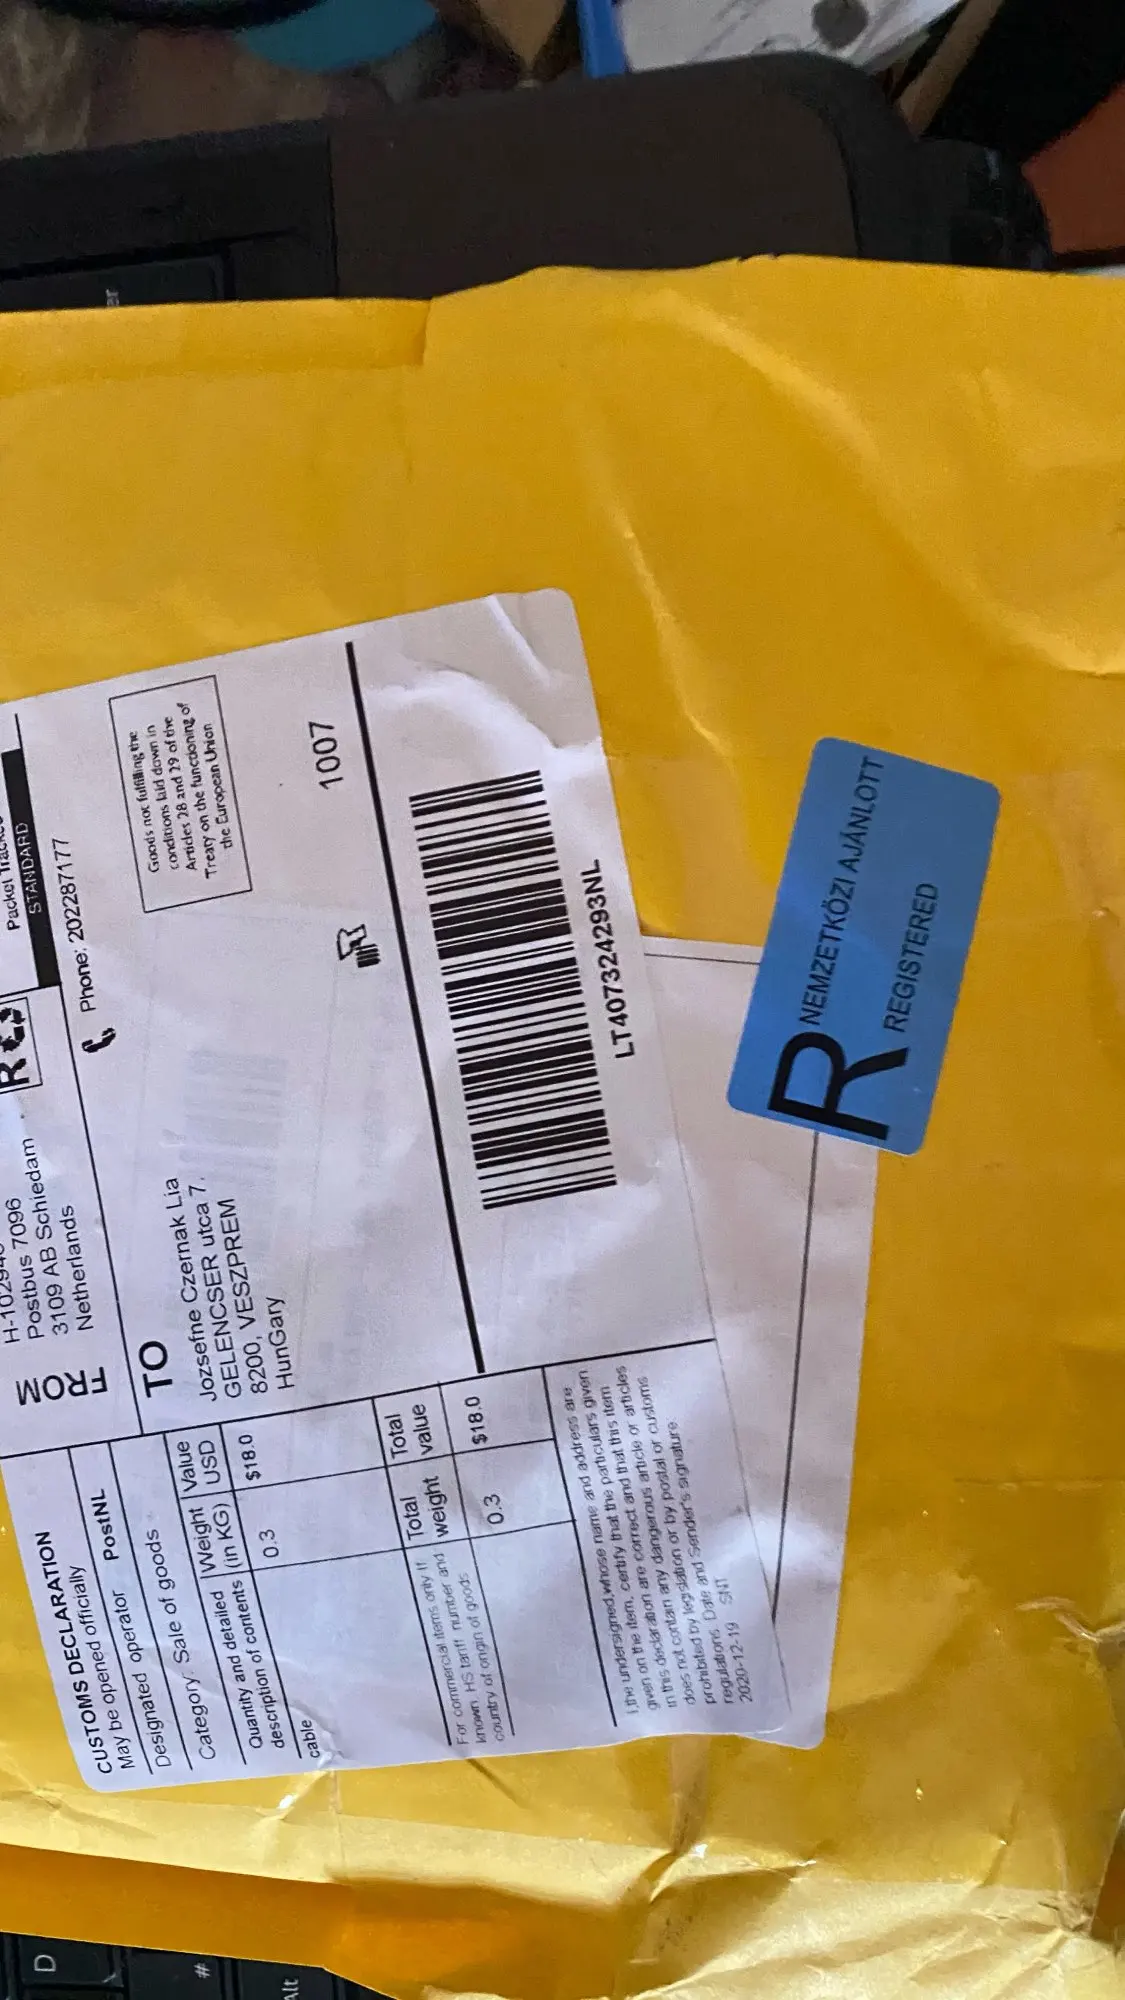 CUSTOMS DECLARATION
May be opened officially
Designated operator PostNL
Category: Sale of goods
Quantity and detailed description of contents
Weight (in KG)
Value USD
cable
0.3
$18.0
For commercial items only If
known HS tariff number and
country of origin of goods
Total weight
Total value
0.3
$18.0
I,the undersigned,whose name and address are
given on the item, certify that the particulars given
in this declaration are correct and that this item
does not contain any dangerous article or articles
prohibited by legislation or by postal or customs
regulations. Date and Sender's signature
2020-12-19 SNT
FROM
Postbus 7096
3109 AB Schiedam
Netherlands
STANDARD
Phone: 202287177
TO
Jozsefne Czernak Lia
GELENCSER utca 7.
8200, VESZPREM
HunGary
Goods not fulfilling the
conditions laid down in
Articles 28 and 29 of the
Treaty on the functioning of
the European Union
1007
LT407324293NL
R NEMZETKÖZI AJÁNLOTT
REGISTERED
D
#
Alt